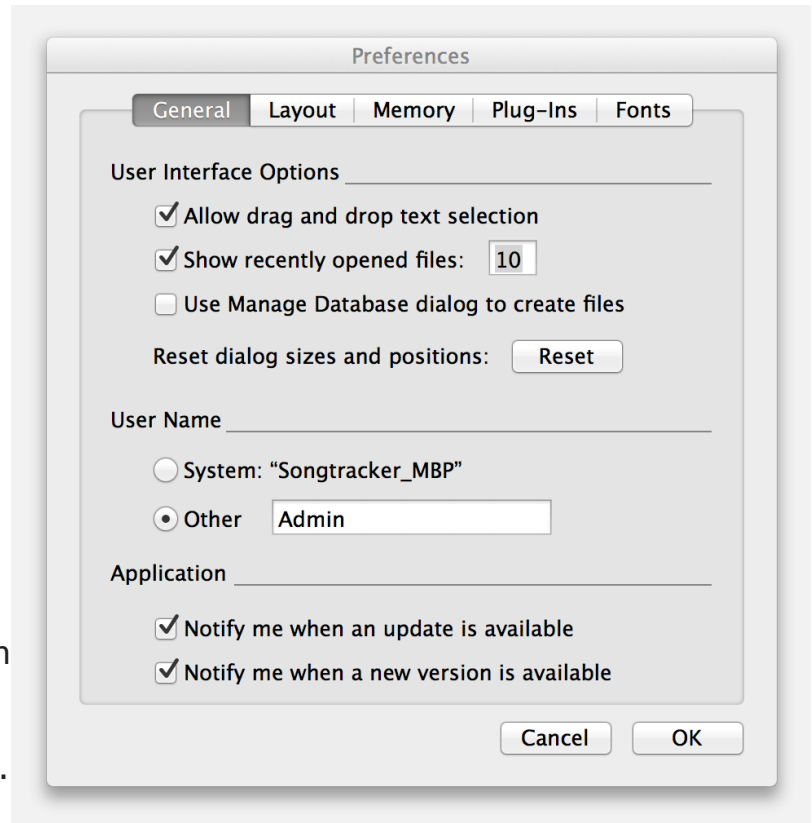 Preferences
General Layout Memory Plug-Ins Fonts
User Interface Options
Allow drag and drop text selection
Show recently opened files: 10
Use Manage Database dialog to create files
Reset dialog sizes and positions: Reset
User Name
System: “Songtracker_MBP”
Other Admin
Application
Notify me when an update is available
Notify me when a new version is available
Cancel OK